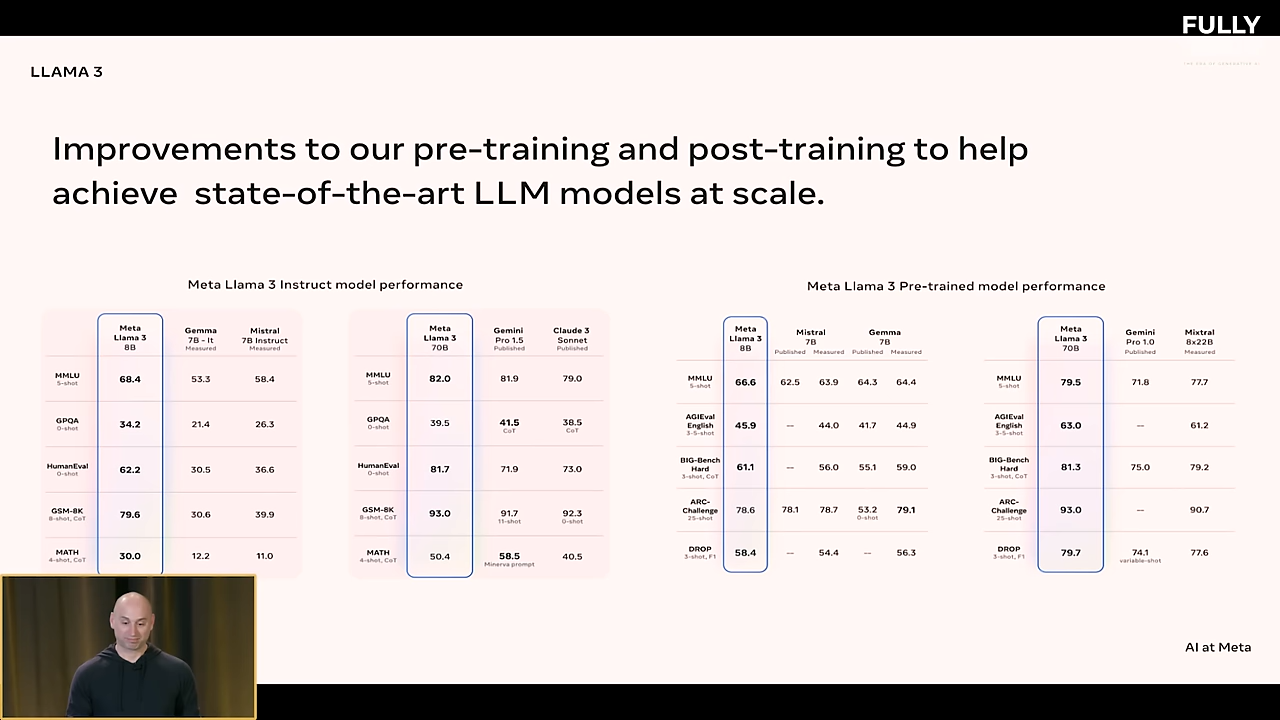 FULLY
LLAMA 3
Improvements to our pre-training and post-training to help
achieve state-of-the-art LLM models at scale.
Meta Llama 3 Instruct model performance
Meta
Llama 3
8B
Gemma
7B - It
Measured
Mistral
7B Instruct
Measured
MMLU
5-shot
68.4 53.3 58.4
GPQA
0-shot
34.2 21.4 26.3
HumanEval
0-shot
62.2 30.5 36.6
GSM-8K
8-shot, CoT
79.6 30.6 39.9
MATH
4-shot, CoT
30.0 12.2 11.0
Meta
Llama 3
70B
Gemini
Pro 1.5
Published
Claude 3
Sonnet
Published
MMLU
5-shot
82.0 81.9 79.0
GPQA
0-shot
39.5 41.5 38.5
CoT CoT
HumanEval
0-shot
81.7 71.9 73.0
GSM-8K
8-shot, CoT
93.0 91.7 92.3
11-shot 0-shot
MATH
4-shot, CoT
50.4 58.5 40.5
Minerva prompt
Meta Llama 3 Pre-trained model performance
Meta
Llama 3
8B
Mistral
7B
Published Measured
Gemma
7B
Published Measured
MMLU
5-shot
66.6 62.5 63.9 64.3 64.4
AGIEval
English
3-5-shot
45.9 -- 44.0 41.7 44.9
BIG-Bench
Hard
3-shot, CoT
61.1 -- 56.0 55.1 59.0
ARC-
Challenge
25-shot
78.6 78.1 78.7 53.2 79.1
0-shot
DROP
3-shot, F1
58.4 -- 54.4 -- 56.3
Meta
Llama 3
70B
Gemini
Pro 1.0
Published
Mixtral
8x22B
Measured
MMLU
5-shot
79.5 71.8 77.7
AGIEval
English
3-5-shot
63.0 -- 61.2
BIG-Bench
Hard
3-shot, CoT
81.3 75.0 79.2
ARC-
Challenge
25-shot
93.0 -- 90.7
DROP
3-shot, F1
79.7 74.1 77.6
variable-shot
AI at Meta